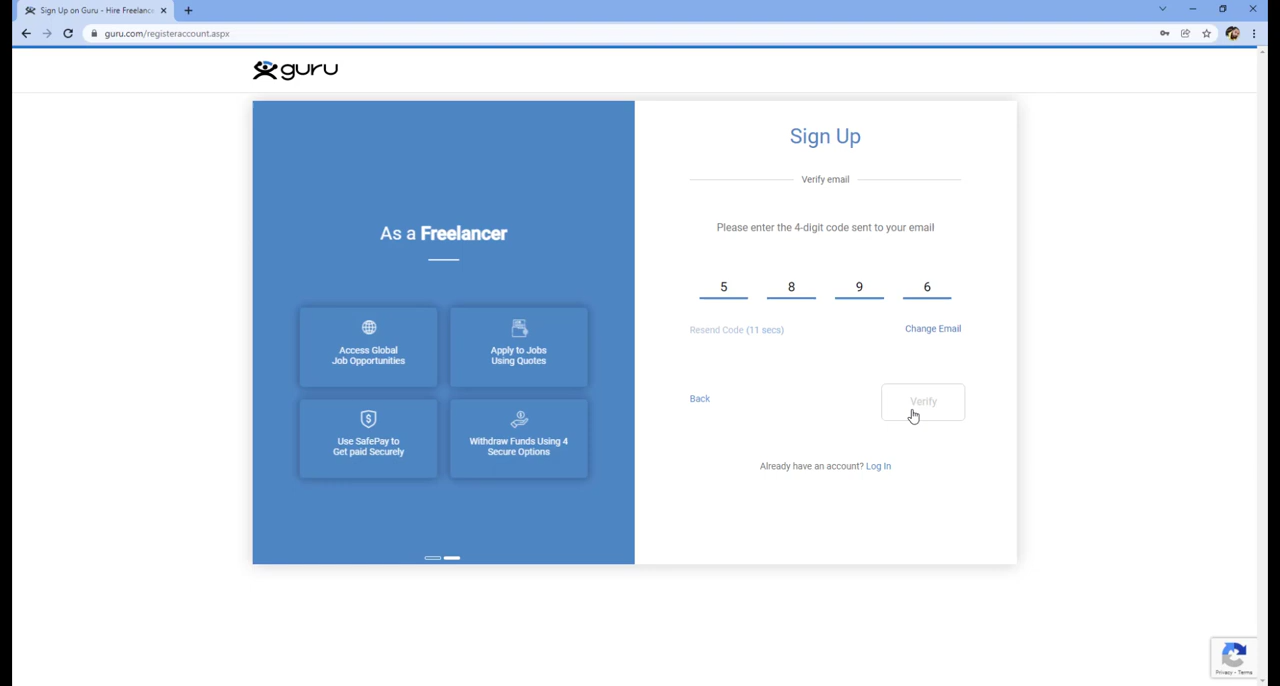 Sign Up on Guru - Hire Freelance
guru.com/registeraccount.aspx
guru
As a Freelancer
Access Global
Job Opportunities
Apply to Jobs
Using Quotes
Use SafePay to
Get paid Securely
Withdraw Funds Using 4
Secure Options
Sign Up
Verify email
Please enter the 4-digit code sent to your email
5 8 9 6
Resend Code (11 secs)
Change Email
Back
Verify
Already have an account? Log In
Privacy - Terms